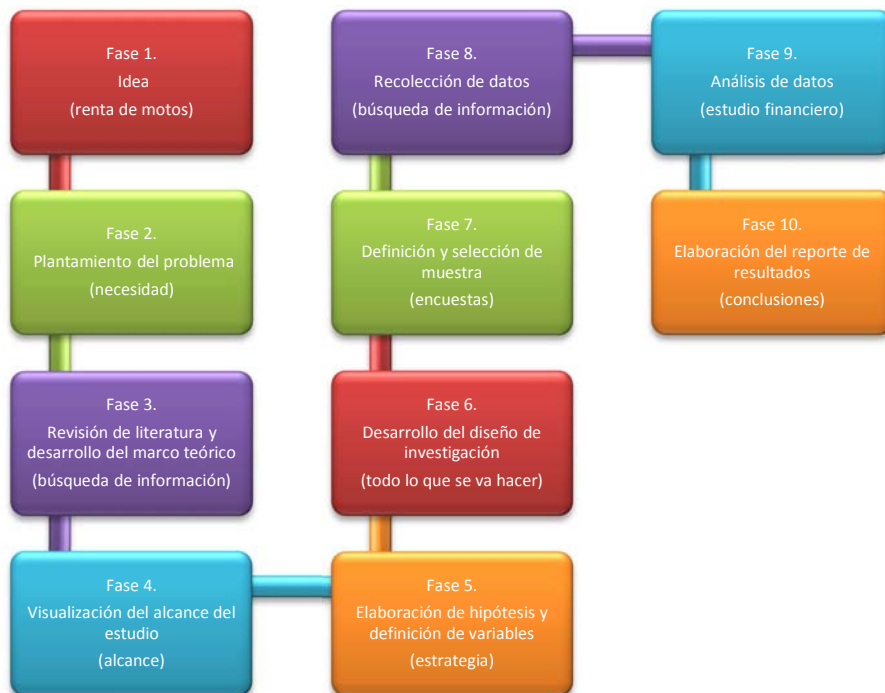 Fase 1.
Idea
(renta de motos)
Fase 2.
Plantamiento del problema
(necesidad)
Fase 3.
Revisión de literatura y
desarrollo del marco teórico
(búsqueda de información)
Fase 4.
Visualización del alcance del
estudio
(alcance)
Fase 5.
Elaboración de hipótesis y
definición de variables
(estrategia)
Fase 6.
Desarrollo del diseño de
investigación
(todo lo que se va hacer)
Fase 7.
Definición y selección de
muestra
(encuestas)
Fase 8.
Recolección de datos
(búsqueda de información)
Fase 9.
Análisis de datos
(estudio financiero)
Fase 10.
Elaboración del reporte de
resultados
(conclusiones)